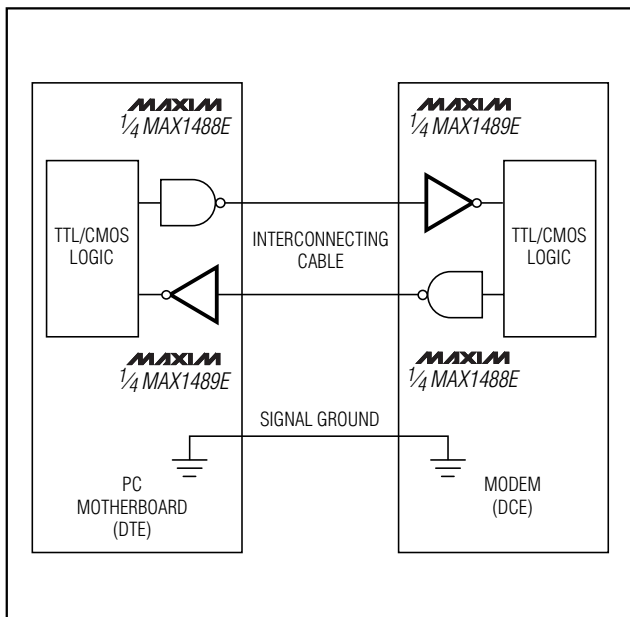 MAXIM
1/4 MAX1488E
MAXIM
1/4 MAX1489E
TTL/CMOS
LOGIC
INTERCONNECTING
CABLE
TTL/CMOS
LOGIC
MAXIM
1/4 MAX1489E
MAXIM
1/4 MAX1488E
SIGNAL GROUND
PC
MOTHERBOARD
(DTE)
MODEM
(DCE)